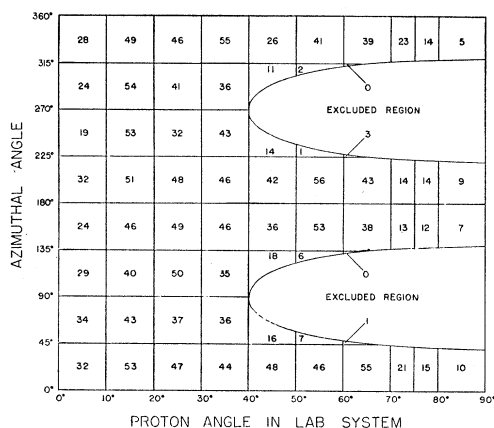 360°
28 49 46 55 26 41 39 23 14 5
315°
11 2
0
24 54 41 36
EXCLUDED REGION
270°
19 53 32 43
3
14 1
225°
32 51 48 46 42 56 43 14 14 9
180°
24 46 49 46 36 53 38 13 12 7
135°
18 6
0
29 40 50 35
EXCLUDED REGION
90°
34 43 37 36
1
16 7
45°
32 53 47 44 48 46 55 21 15 10
0°
0° 10° 20° 30° 40° 50° 60° 70° 80° 90°
AZIMUTHAL ANGLE
PROTON ANGLE IN LAB SYSTEM